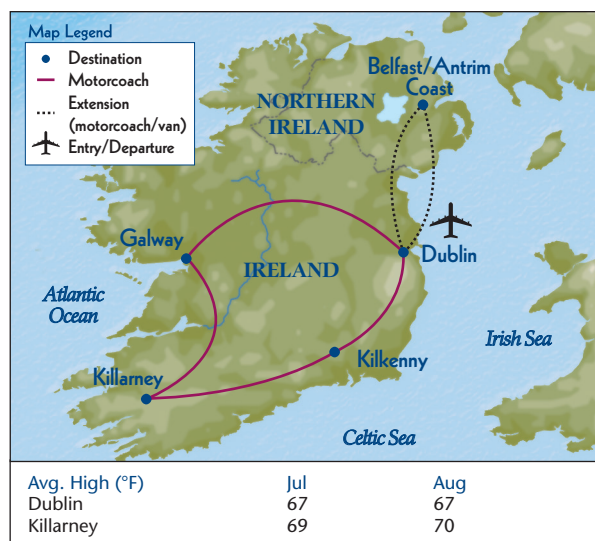 Map Legend
Destination
Motorcoach
Extension
(motorcoach/van)
Entry/Departure
Belfast/Antrim
Coast
NORTHERN
IRELAND
Galway
Dublin
IRELAND
Atlantic
Ocean
Irish Sea
Kilkenny
Killarney
Celtic Sea
Avg. High (°F) Jul Aug
Dublin 67 67
Killarney 69 70